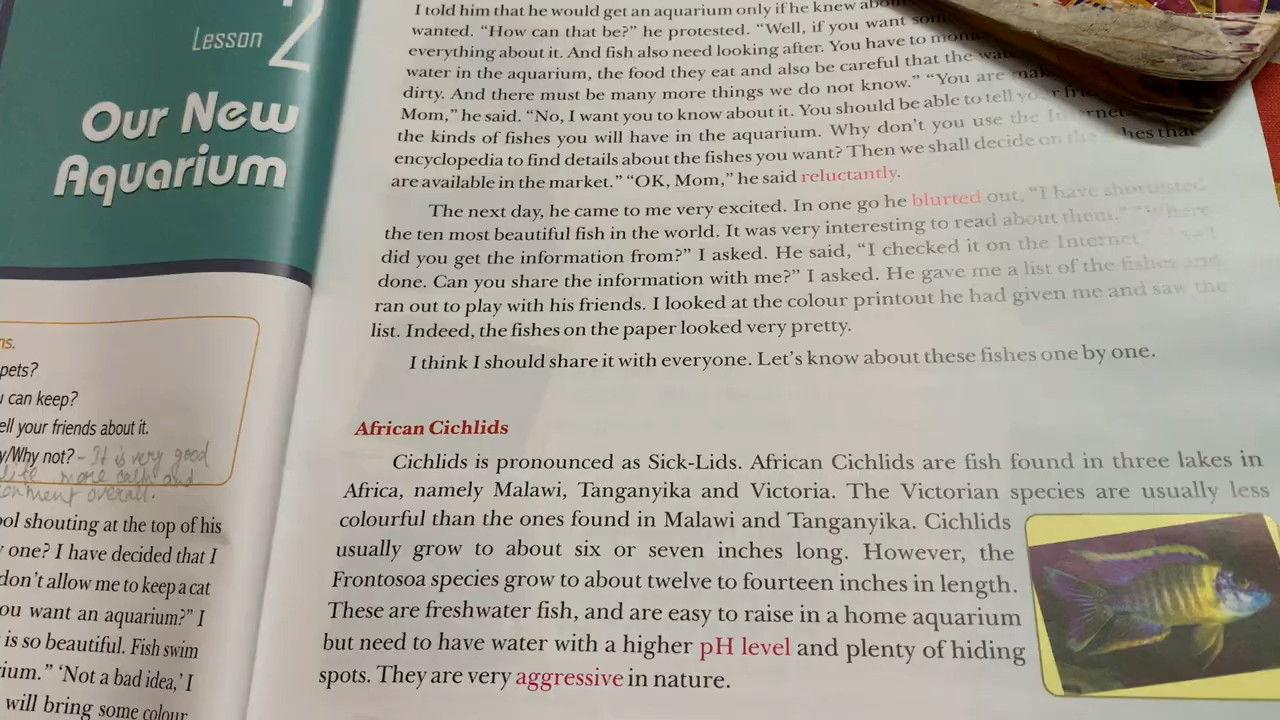 Lesson 2
Our New
Aquarium
ns.
pets?
u can keep?
ell your friends about it.
y/Why not? - It is very good
life more calm and
onment overall.
ool shouting at the top of his
one? I have decided that I
don't allow me to keep a cat
ou want an aquarium?" I
is so beautiful. Fish swim
ium." 'Not a bad idea,' I
will bring some colour
I told him that he would get an aquarium only if he knew about
wanted. "How can that be?" he protested. "Well, if you want
everything about it. And fish also need looking after. You have to
water in the aquarium, the food they eat and also be careful that the
dirty. And there must be many more things we do not know." "You are
Mom," he said. "No, I want you to know about it. You should be able to tell your
the kinds of fishes you will have in the aquarium. Why don't you use the
encyclopedia to find details about the fishes you want? Then we shall decide on the that
are available in the market." "OK, Mom," he said reluctantly.
The next day, he came to me very excited. In one go he blurted out, "I have shortlisted
the ten most beautiful fish in the world. It was very interesting to read about them." "Where
did you get the information from?" I asked. He said, "I checked it on the Internet
done. Can you share the information with me?" I asked. He gave me a list of the fishes and
ran out to play with his friends. I looked at the colour printout he had given me and saw the
list. Indeed, the fishes on the paper looked very pretty.
I think I should share it with everyone. Let's know about these fishes one by one.
African Cichlids
Cichlids is pronounced as Sick-Lids. African Cichlids are fish found in three lakes in
Africa, namely Malawi, Tanganyika and Victoria. The Victorian species are usually less
colourful than the ones found in Malawi and Tanganyika. Cichlids
usually grow to about six or seven inches long. However, the
Frontosoa species grow to about twelve to fourteen inches in length.
These are freshwater fish, and are easy to raise in a home aquarium
but need to have water with a higher pH level and plenty of hiding
spots. They are very aggressive in nature.